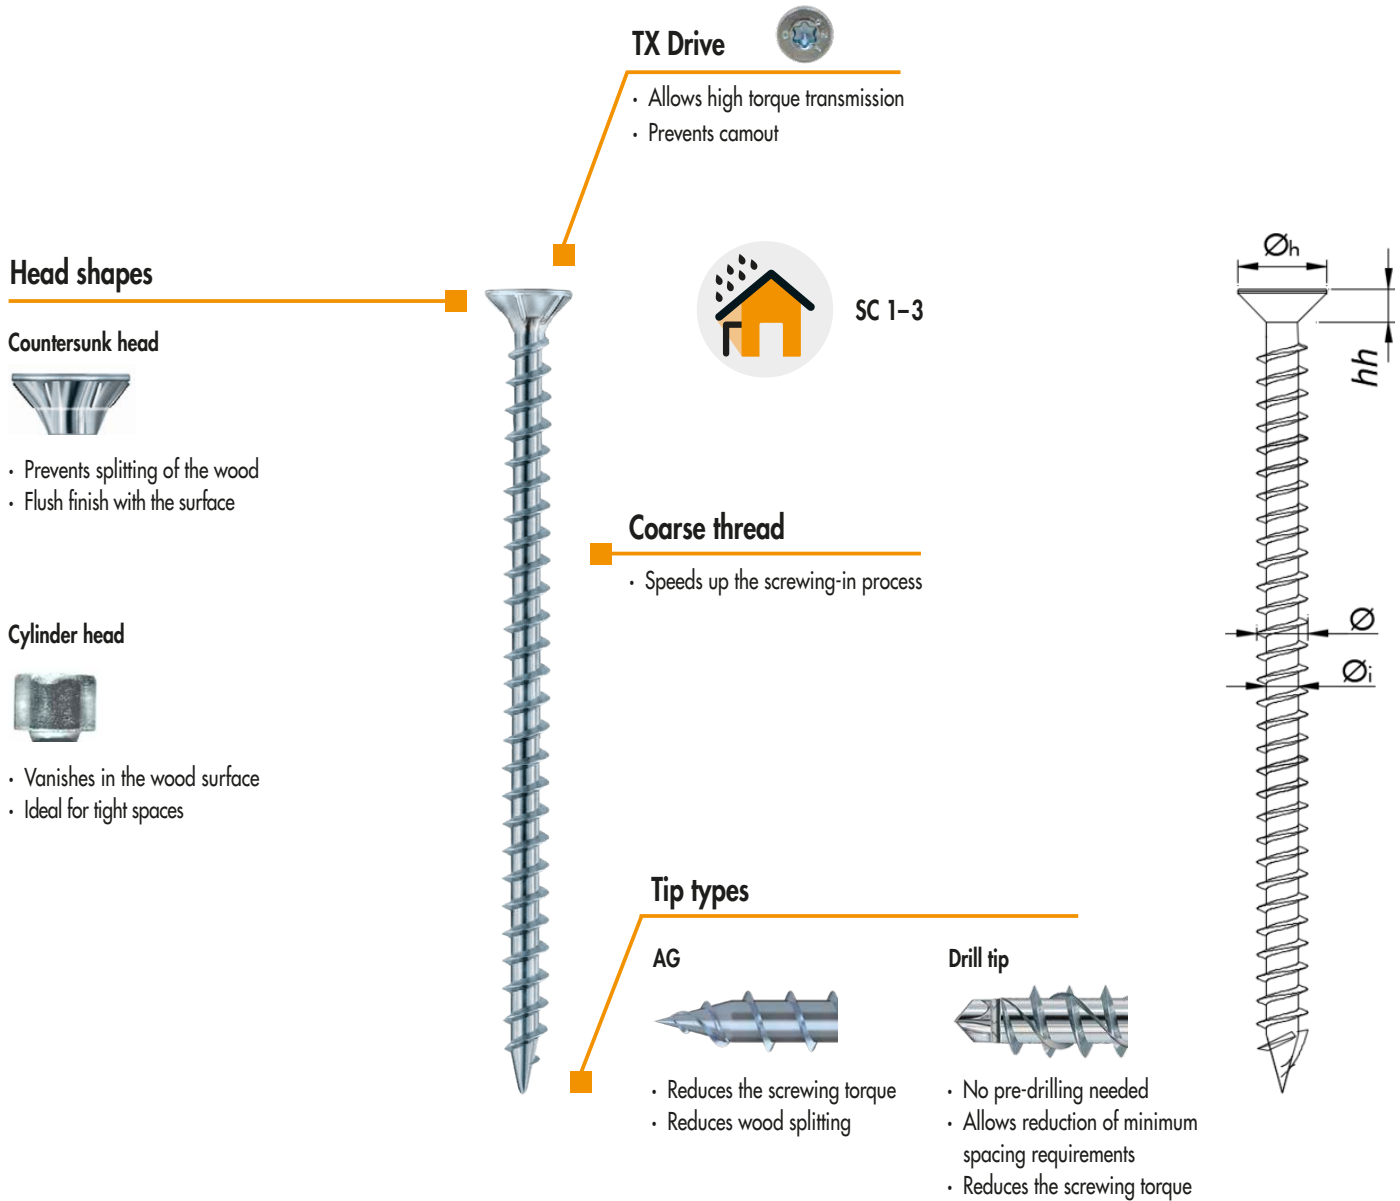 TX Drive
· Allows high torque transmission
· Prevents camout
Head shapes
Countersunk head
· Prevents splitting of the wood
· Flush finish with the surface
Cylinder head
· Vanishes in the wood surface
· Ideal for tight spaces
SC 1–3
Coarse thread
· Speeds up the screwing-in process
Tip types
AG
· Reduces the screwing torque
· Reduces wood splitting
Drill tip
· No pre-drilling needed
· Allows reduction of minimum
spacing requirements
· Reduces the screwing torque
Øh
hh
Ø
Øi